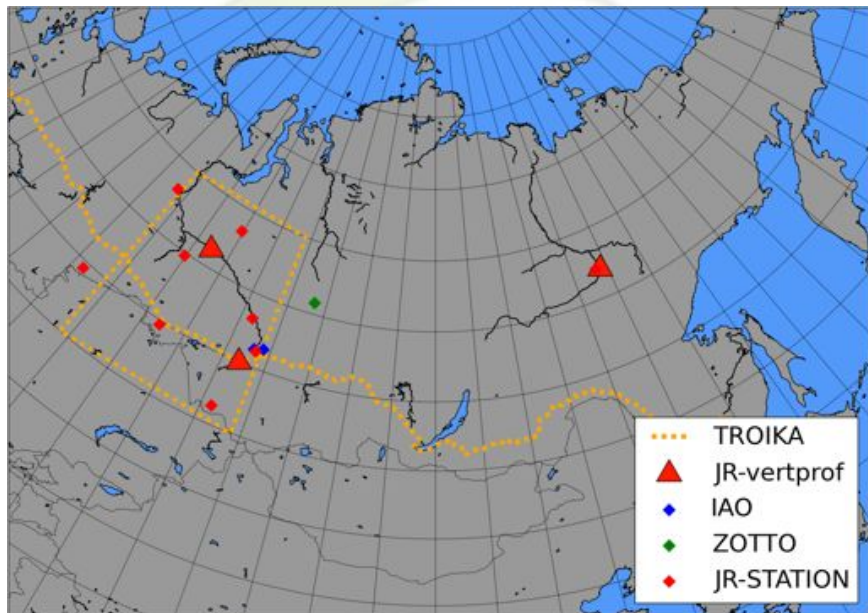 TROIKA
JR-vertprof
IAO
ZOTTO
JR-STATION